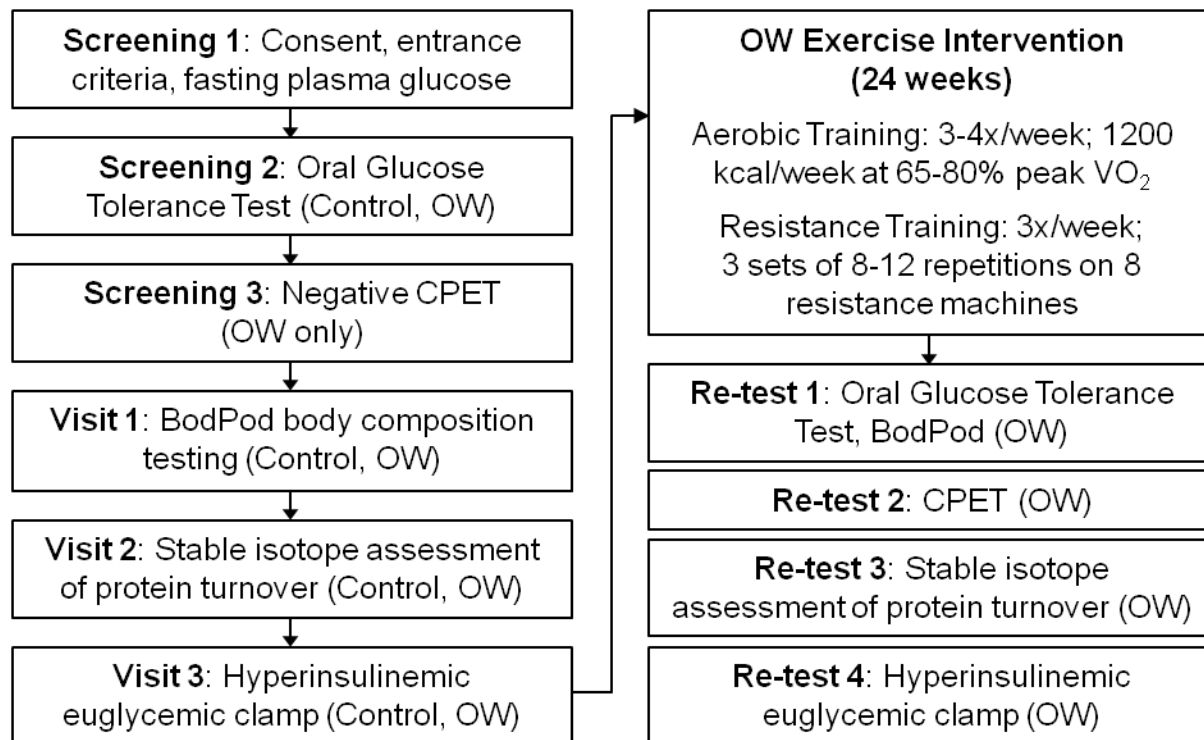 Screening 1: Consent, entrance
criteria, fasting plasma glucose
Screening 2: Oral Glucose
Tolerance Test (Control, OW)
Screening 3: Negative CPET
(OW only)
Visit 1: BodPod body composition
testing (Control, OW)
Visit 2: Stable isotope assessment
of protein turnover (Control, OW)
Visit 3: Hyperinsulinemic
euglycemic clamp (Control, OW)
OW Exercise Intervention
(24 weeks)
Aerobic Training: 3-4x/week; 1200
kcal/week at 65-80% peak VO₂
Resistance Training: 3x/week;
3 sets of 8-12 repetitions on 8
resistance machines
Re-test 1: Oral Glucose Tolerance
Test, BodPod (OW)
Re-test 2: CPET (OW)
Re-test 3: Stable isotope
assessment of protein turnover (OW)
Re-test 4: Hyperinsulinemic
euglycemic clamp (OW)